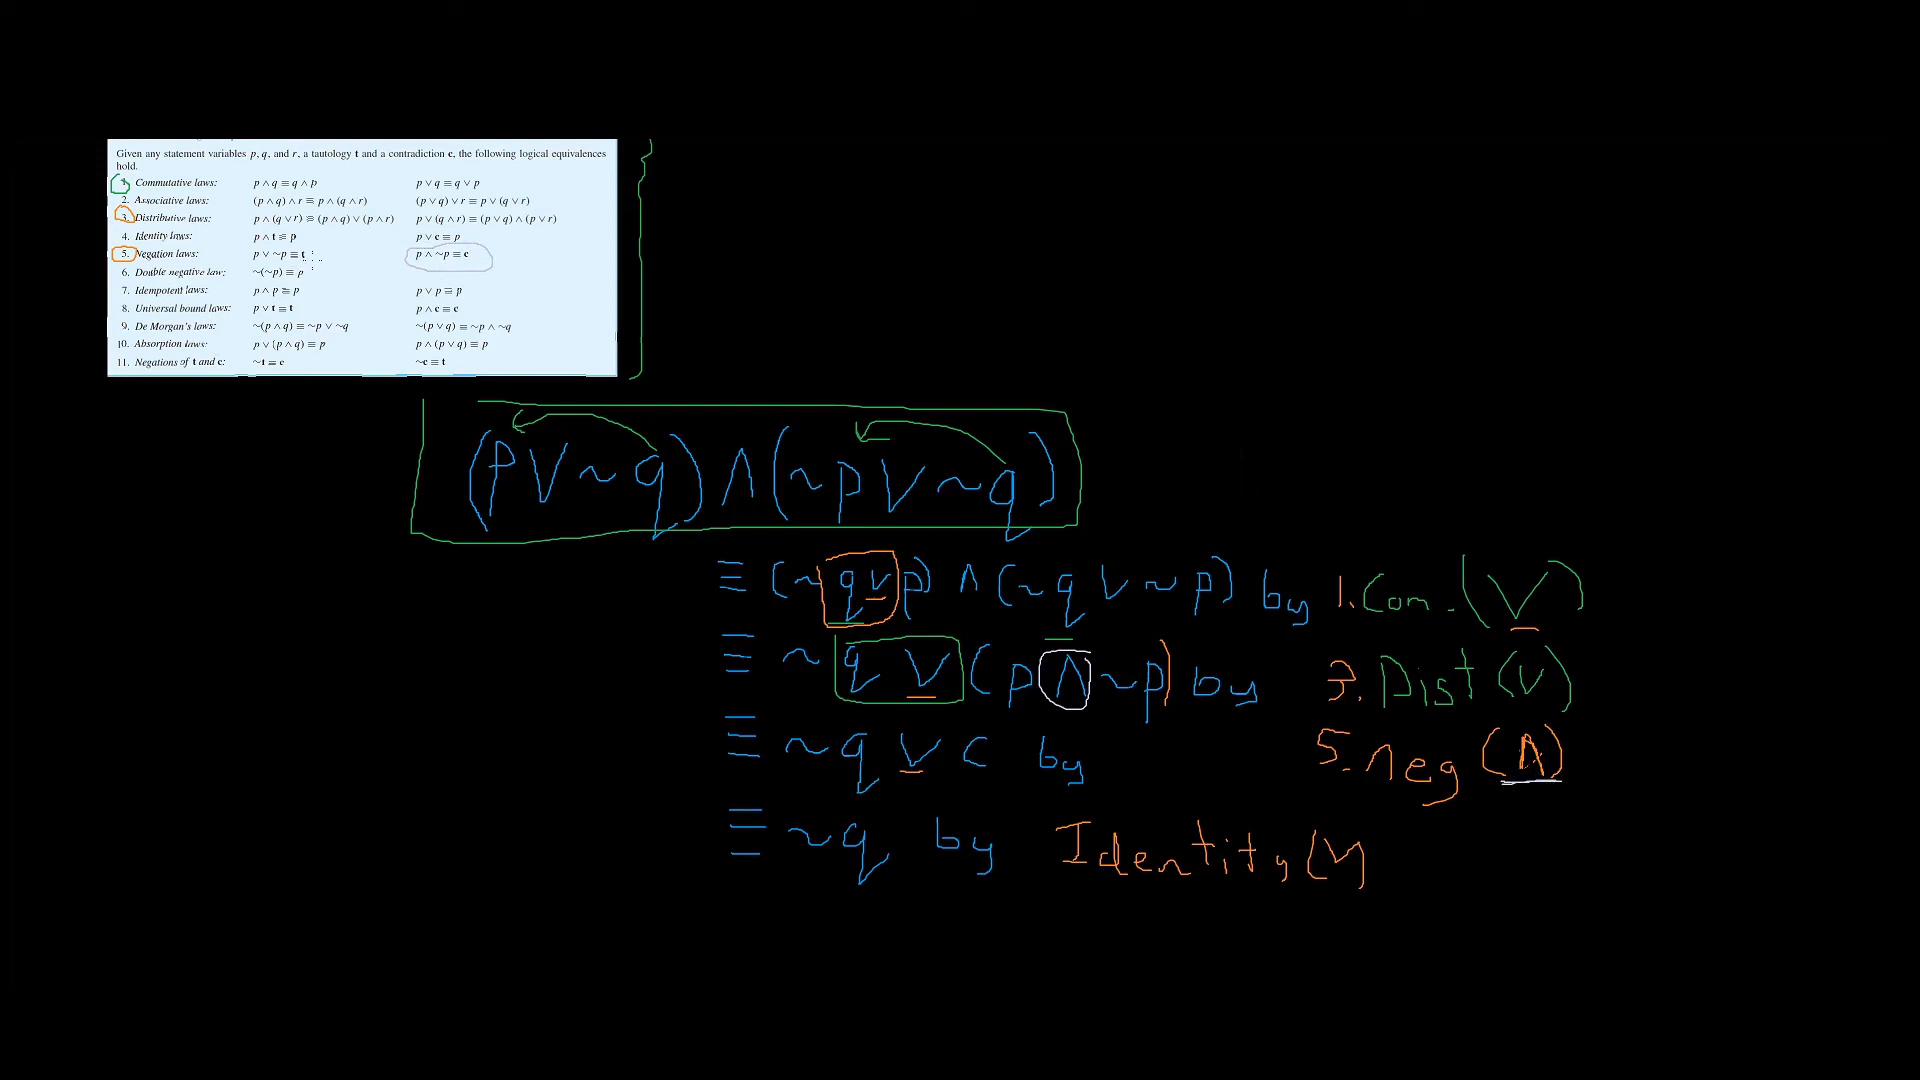 Given any statement variables p, q, and r, a tautology t and a contradiction c, the following logical equivalences
hold.
1. Commutative laws: p ∧ q ≡ q ∧ p p ∨ q ≡ q ∨ p
2. Associative laws: (p ∧ q) ∧ r ≡ p ∧ (q ∧ r) (p ∨ q) ∨ r ≡ p ∨ (q ∨ r)
3. Distributive laws: p ∧ (q ∨ r) ≡ (p ∧ q) ∨ (p ∧ r) p ∨ (q ∧ r) ≡ (p ∨ q) ∧ (p ∨ r)
4. Identity laws: p ∧ t ≡ p p ∨ c ≡ p
5. Negation laws: p ∨ ~p ≡ t p ∧ ~p ≡ c
6. Double negative law: ~(~p) ≡ p
7. Idempotent laws: p ∧ p ≡ p p ∨ p ≡ p
8. Universal bound laws: p ∨ t ≡ t p ∧ c ≡ c
9. De Morgan's laws: ~(p ∧ q) ≡ ~p ∨ ~q ~(p ∨ q) ≡ ~p ∧ ~q
10. Absorption laws: p ∨ (p ∧ q) ≡ p p ∧ (p ∨ q) ≡ p
11. Negations of t and c: ~t ≡ c ~c ≡ t
(p ∨ ~q) ∧ (~p ∨ ~q)
≡ (~q ∨ p) ∧ (~q ∨ ~p) by 1. Com. (∨)
≡ ~q ∨ (p ∧ ~p) by 3. Dist (∨)
≡ ~q ∨ c by 5. neg (∧)
≡ ~q by Identity (∨)